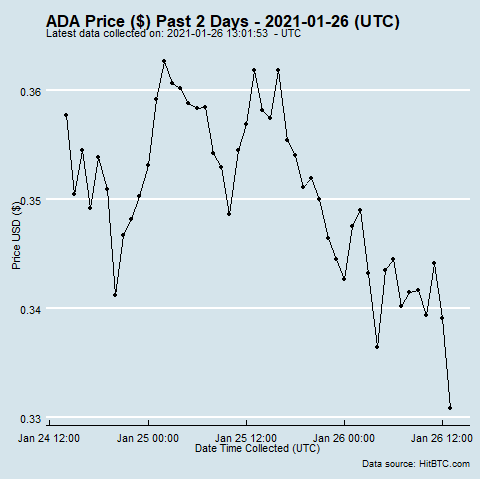 ADA Price ($) Past 2 Days - 2021-01-26 (UTC)
Latest data collected on: 2021-01-26 13:01:53 - UTC
0.36
0.35
0.34
0.33
Price USD ($)
Jan 24 12:00 Jan 25 00:00 Jan 25 12:00 Jan 26 00:00 Jan 26 12:00
Date Time Collected (UTC)
Data source: HitBTC.com